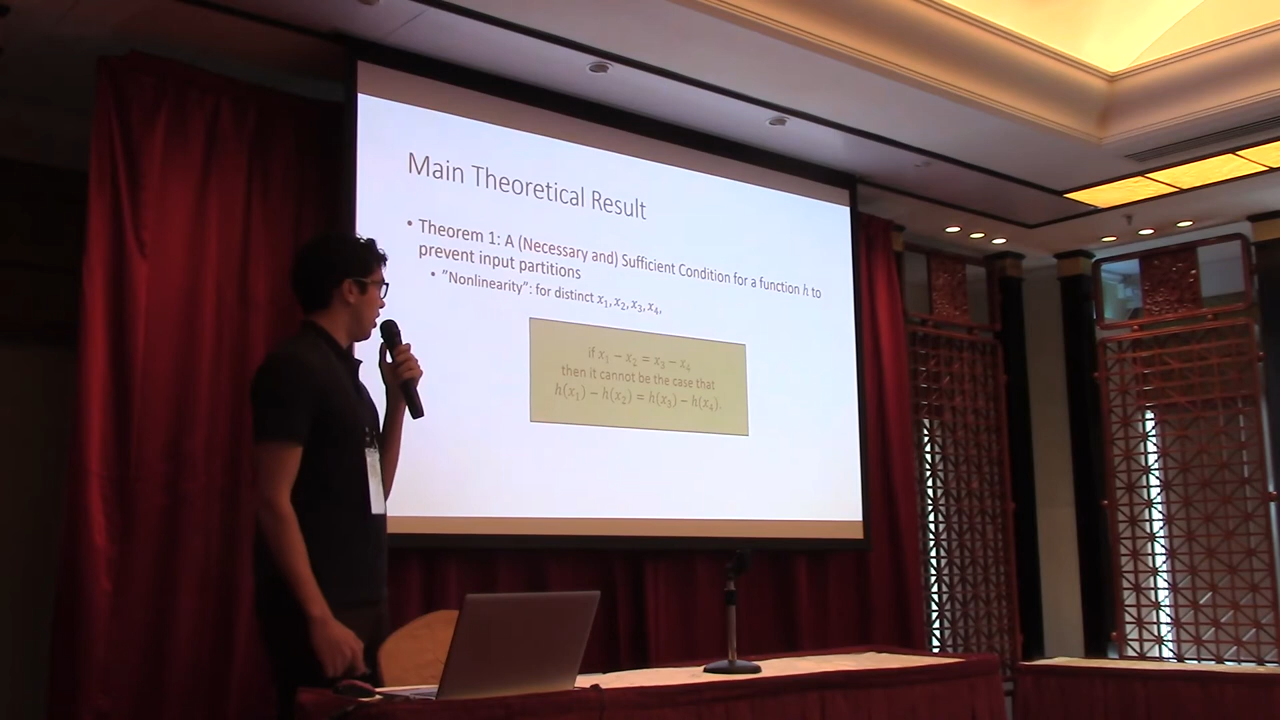 Main Theoretical Result
• Theorem 1: A (Necessary and) Sufficient Condition for a function h to
prevent input partitions
• "Nonlinearity": for distinct x₁, x₂, x₃, x₄,
if x₁ − x₂ = x₃ − x₄
then it cannot be the case that
h(x₁) − h(x₂) = h(x₃) − h(x₄).